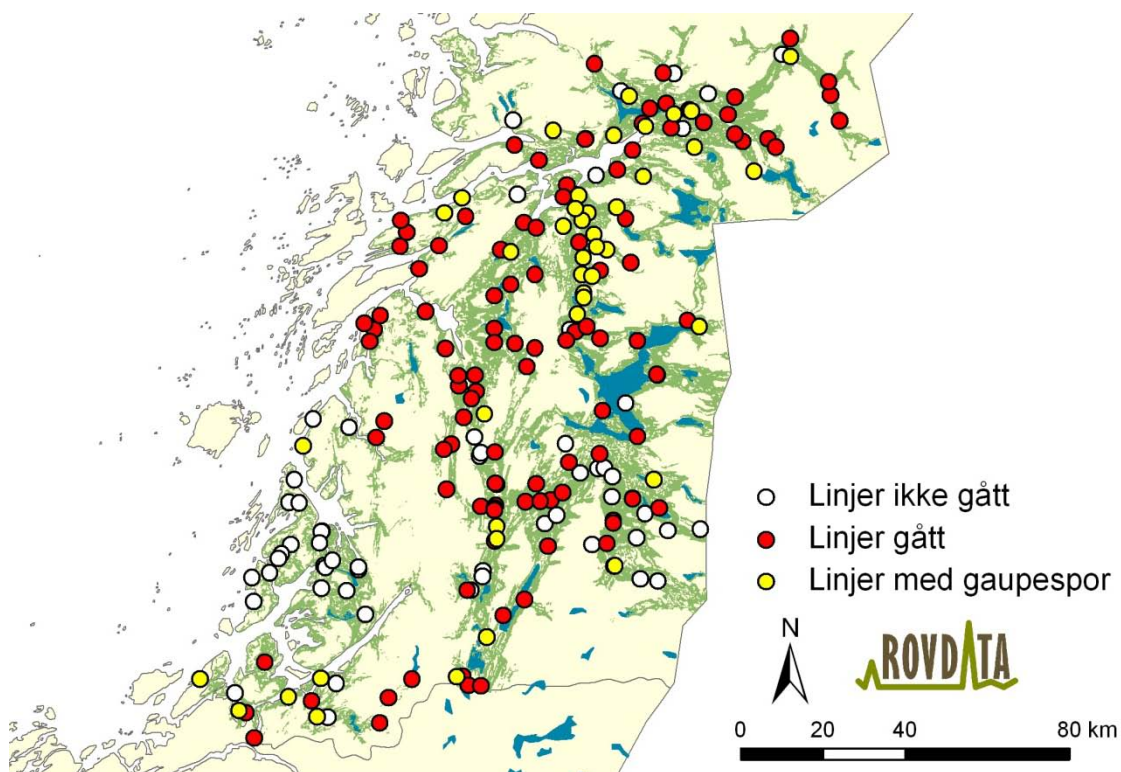 Linjer ikke gått
Linjer gått
Linjer med gaupespor
N
ROVDATA
0 20 40 80 km